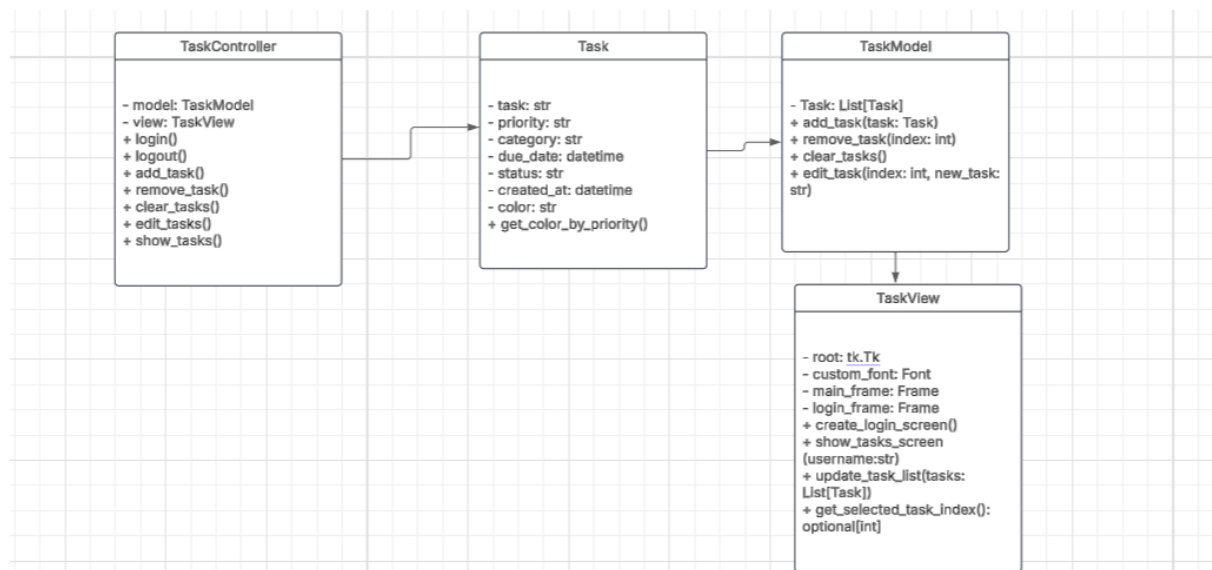 TaskController
- model: TaskModel
- view: TaskView
+ login()
+ logout()
+ add_task()
+ remove_task()
+ clear_tasks()
+ edit_tasks()
+ show_tasks()
Task
- task: str
- priority: str
- category: str
- due_date: datetime
- status: str
- created_at: datetime
- color: str
+ get_color_by_priority()
TaskModel
- Task: List[Task]
+ add_task(task: Task)
+ remove_task(index: int)
+ clear_tasks()
+ edit_task(index: int, new_task:
str)
TaskView
- root: tk.Tk
- custom_font: Font
- main_frame: Frame
- login_frame: Frame
+ create_login_screen()
+ show_tasks_screen
(username:str)
+ update_task_list(tasks:
List[Task])
+ get_selected_task_index():
optional[int]